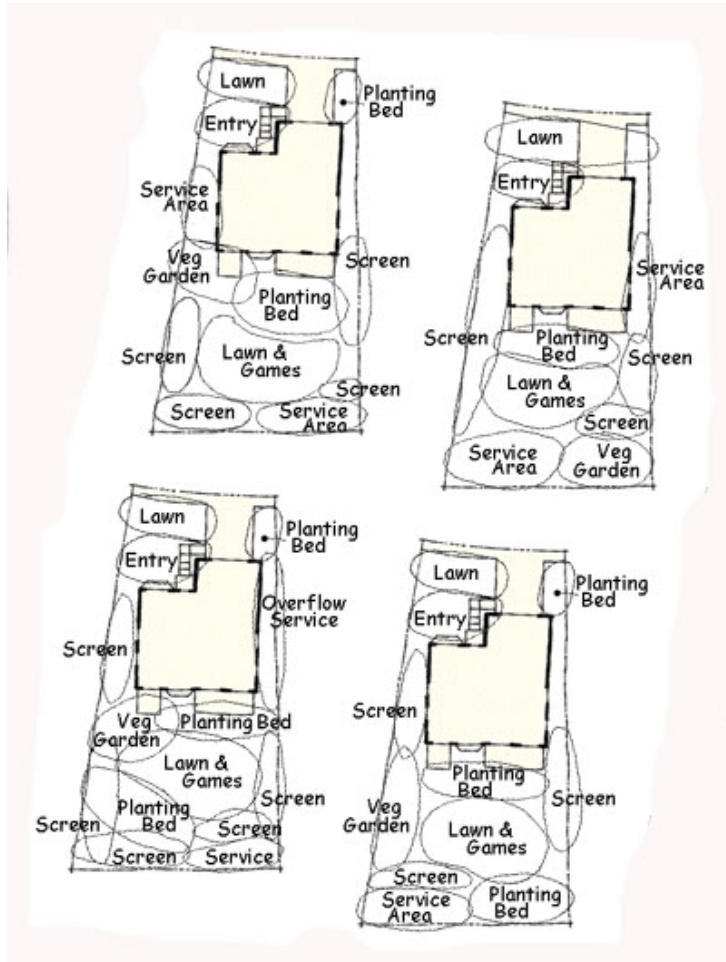 Lawn
Planting
Bed
Entry
Service
Area
Veg
Garden
Screen
Planting
Bed
Screen
Lawn &
Games
Screen
Screen
Service
Area
Lawn
Entry
Service
Area
Screen
Planting
Bed
Screen
Lawn &
Games
Screen
Service
Area
Veg
Garden
Lawn
Planting
Bed
Entry
Overflow
Service
Screen
Veg
Garden
Planting Bed
Lawn &
Games
Screen
Planting
Bed
Screen
Screen
Screen
Service
Lawn
Planting
Bed
Entry
Screen
Planting
Bed
Veg
Garden
Screen
Lawn &
Games
Screen
Service
Area
Planting
Bed